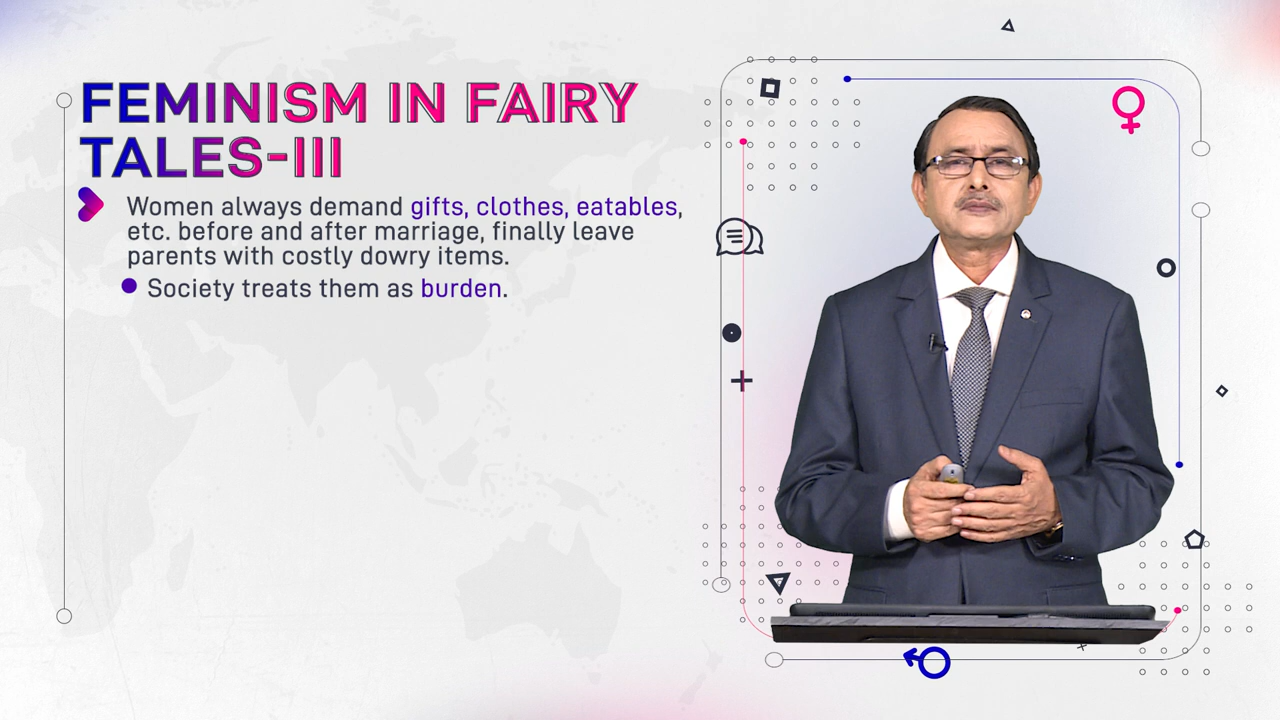 FEMINISM IN FAIRY
TALES-III
Women always demand gifts, clothes, eatables,
etc. before and after marriage, finally leave
parents with costly dowry items.
Society treats them as burden.